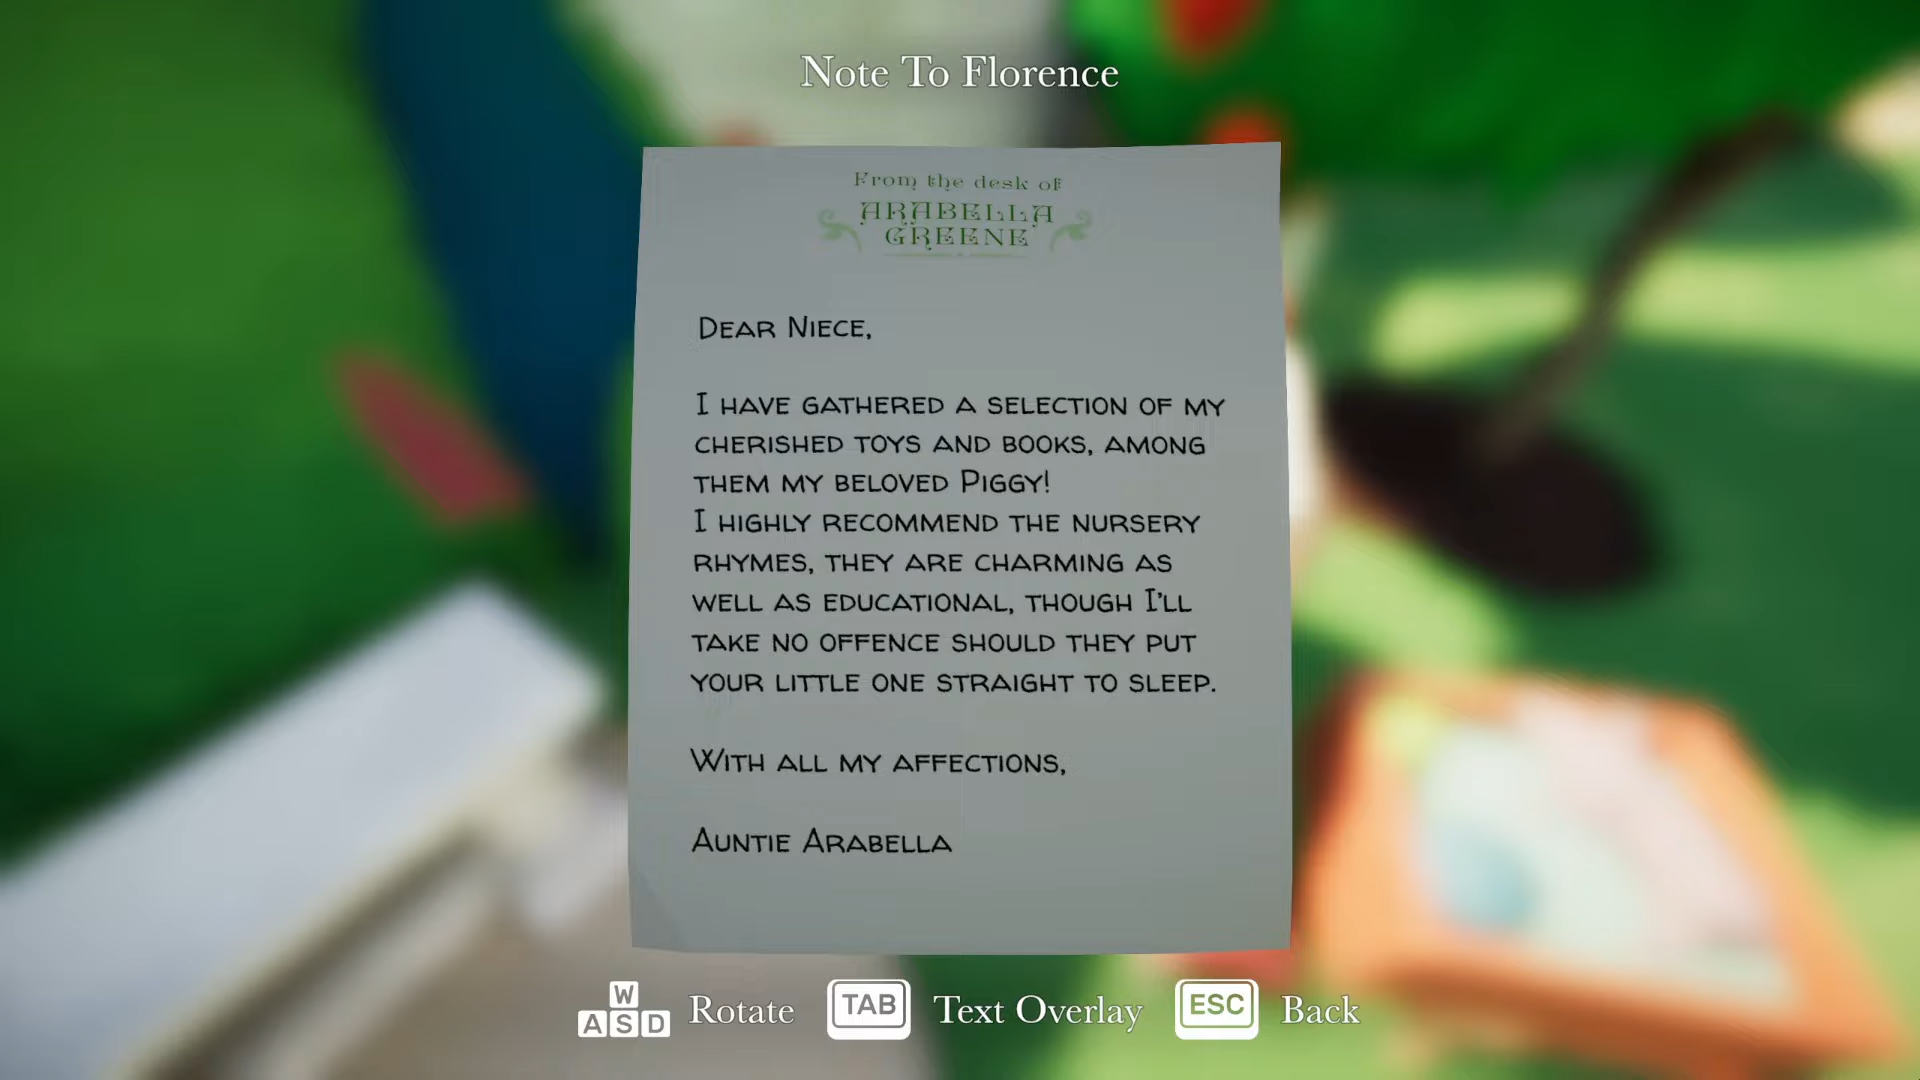 Note To Florence
From the desk of
ARABELLA
GREENE
DEAR NIECE,
I HAVE GATHERED A SELECTION OF MY
CHERISHED TOYS AND BOOKS, AMONG
THEM MY BELOVED PIGGY!
I HIGHLY RECOMMEND THE NURSERY
RHYMES, THEY ARE CHARMING AS
WELL AS EDUCATIONAL, THOUGH I'LL
TAKE NO OFFENCE SHOULD THEY PUT
YOUR LITTLE ONE STRAIGHT TO SLEEP.
WITH ALL MY AFFECTIONS,
AUNTIE ARABELLA
W
A S D Rotate TAB Text Overlay ESC Back